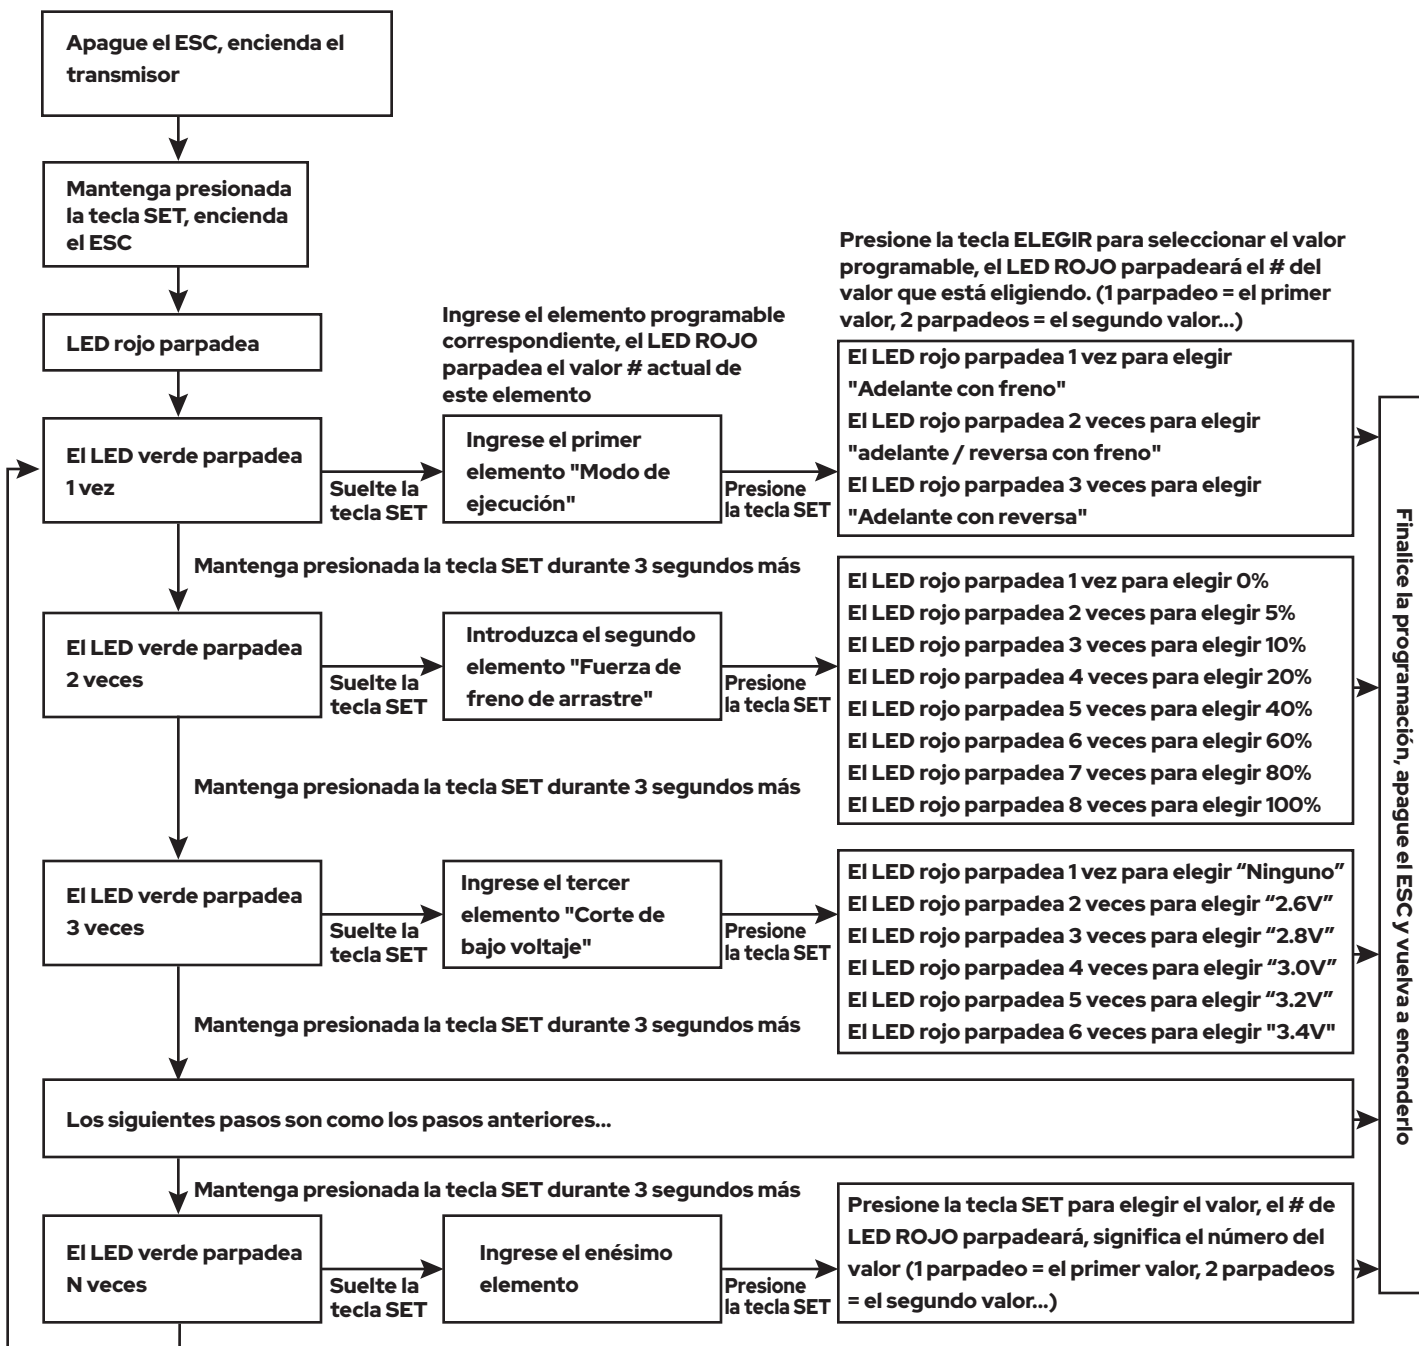 Apague el ESC, encienda el
transmisor
Mantenga presionada
la tecla SET, encienda
el ESC
LED rojo parpadea
Ingrese el elemento programable
correspondiente, el LED ROJO
parpadea el valor # actual de
este elemento
Presione la tecla ELEGIR para seleccionar el valor
programable, el LED ROJO parpadeará el # del
valor que está eligiendo. (1 parpadeo = el primer
valor, 2 parpadeos = el segundo valor...)
El LED verde parpadea
1 vez
Suelte la
tecla SET
Ingrese el primer
elemento "Modo de
ejecución"
Presione
la tecla SET
El LED rojo parpadea 1 vez para elegir
"Adelante con freno"
El LED rojo parpadea 2 veces para elegir
"adelante / reversa con freno"
El LED rojo parpadea 3 veces para elegir
"Adelante con reversa"
Mantenga presionada la tecla SET durante 3 segundos más
El LED verde parpadea
2 veces
Suelte la
tecla SET
Introduzca el segundo
elemento "Fuerza de
freno de arrastre"
Presione
la tecla SET
El LED rojo parpadea 1 vez para elegir 0%
El LED rojo parpadea 2 veces para elegir 5%
El LED rojo parpadea 3 veces para elegir 10%
El LED rojo parpadea 4 veces para elegir 20%
El LED rojo parpadea 5 veces para elegir 40%
El LED rojo parpadea 6 veces para elegir 60%
El LED rojo parpadea 7 veces para elegir 80%
El LED rojo parpadea 8 veces para elegir 100%
Mantenga presionada la tecla SET durante 3 segundos más
El LED verde parpadea
3 veces
Suelte la
tecla SET
Ingrese el tercer
elemento "Corte de
bajo voltaje"
Presione
la tecla SET
El LED rojo parpadea 1 vez para elegir “Ninguno”
El LED rojo parpadea 2 veces para elegir “2.6V”
El LED rojo parpadea 3 veces para elegir “2.8V”
El LED rojo parpadea 4 veces para elegir “3.0V”
El LED rojo parpadea 5 veces para elegir “3.2V”
El LED rojo parpadea 6 veces para elegir "3.4V"
Mantenga presionada la tecla SET durante 3 segundos más
Los siguientes pasos son como los pasos anteriores...
Mantenga presionada la tecla SET durante 3 segundos más
El LED verde parpadea
N veces
Suelte la
tecla SET
Ingrese el enésimo
elemento
Presione
la tecla SET
Presione la tecla SET para elegir el valor, el # de
LED ROJO parpadeará, significa el número del
valor (1 parpadeo = el primer valor, 2 parpadeos
= el segundo valor...)
Finalice la programación, apague el ESC y vuelva a encenderlo